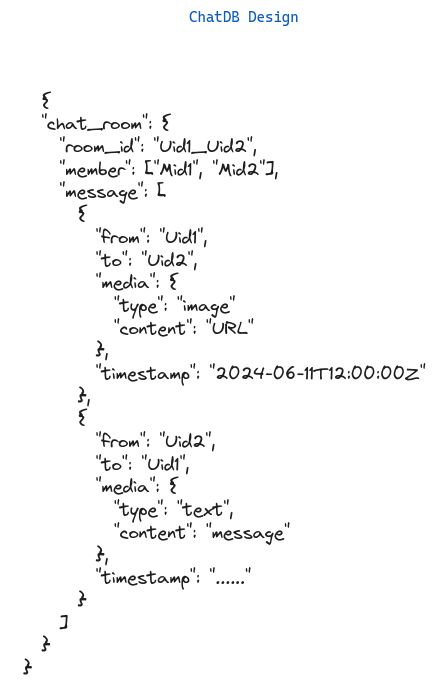 ChatDB Design
{
"chat_room": {
"room_id": "Uid1_Uid2",
"member": ["Mid1", "Mid2"],
"message": [
{
"from": "Uid1",
"to": "Uid2",
"media": {
"type": "image"
"content": "URL"
},
"timestamp": "2024-06-11T12:00:00Z"
},
{
"from": "Uid2",
"to": "Uid1",
"media": {
"type": "text",
"content": "message"
},
"timestamp": "......"
}
]
}
}